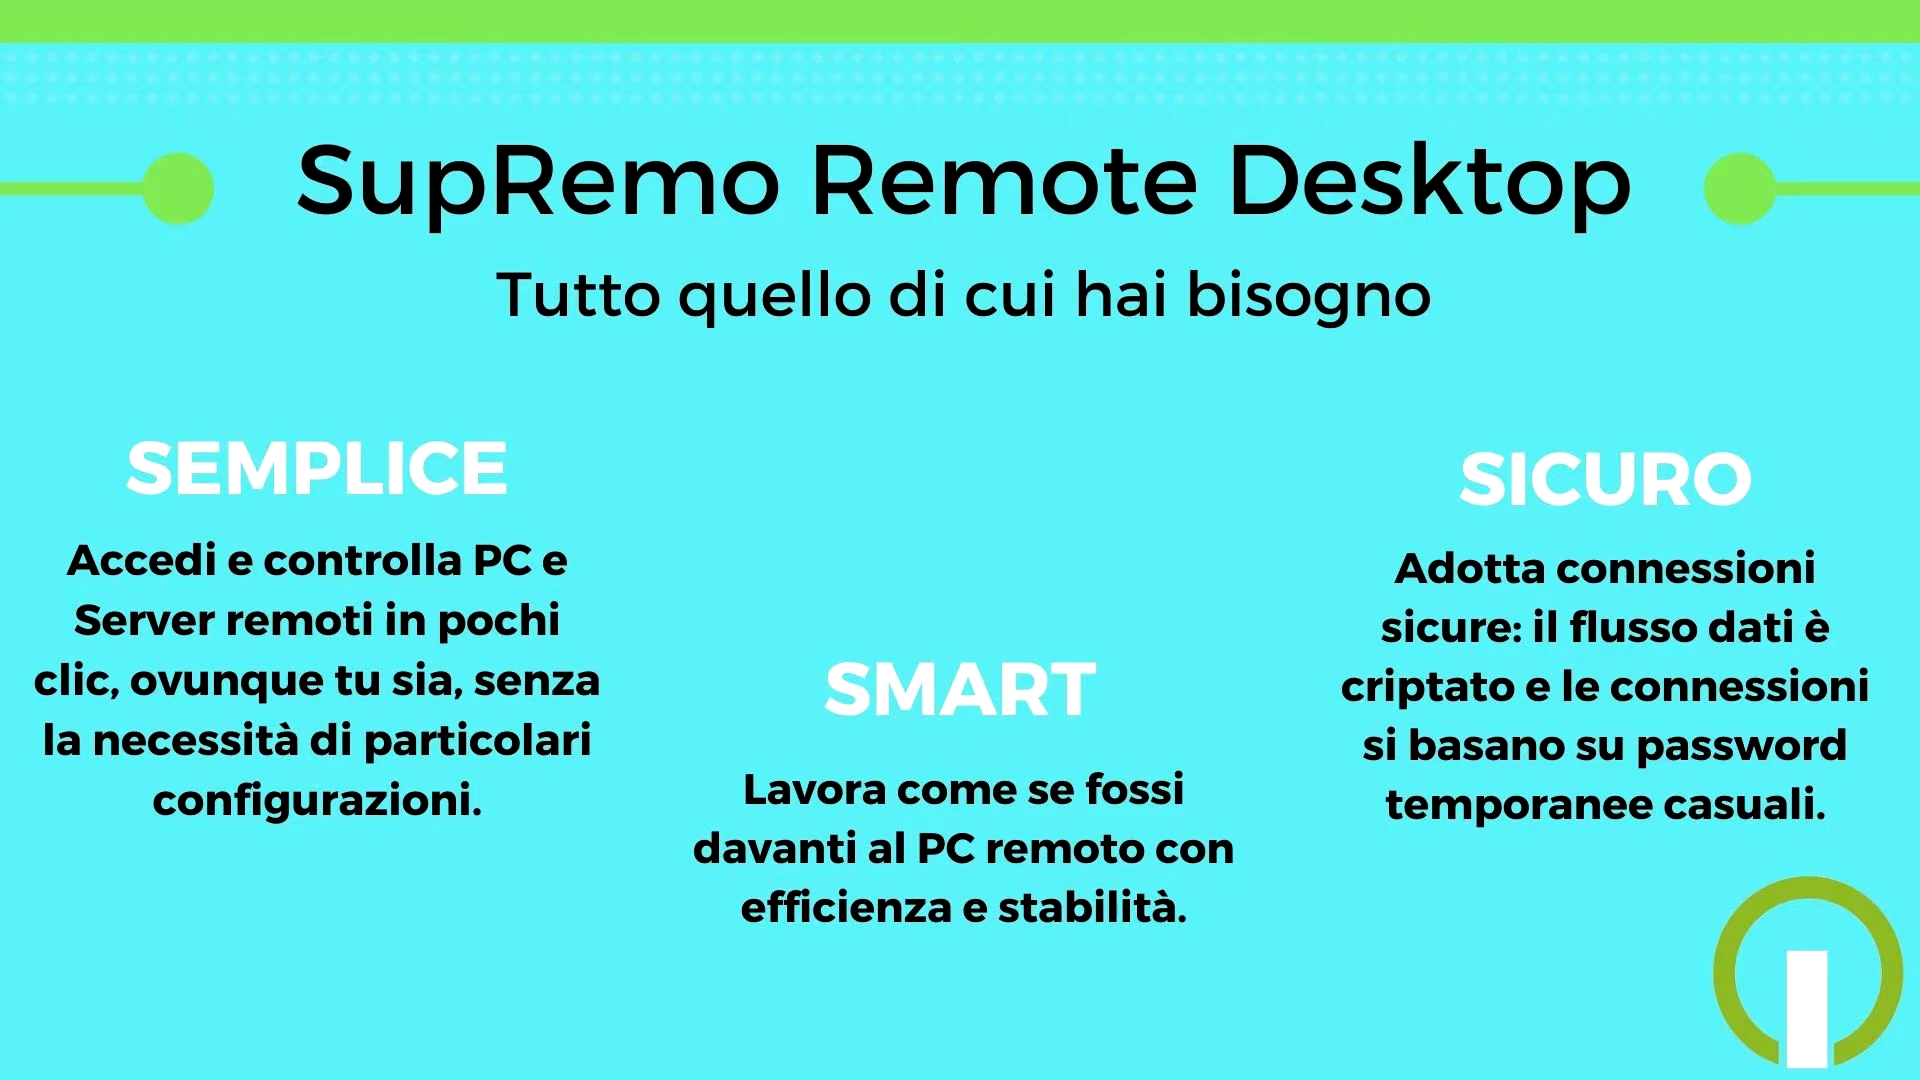 SupRemo Remote Desktop
Tutto quello di cui hai bisogno
SEMPLICE
Accedi e controlla PC e
Server remoti in pochi
clic, ovunque tu sia, senza
la necessità di particolari
configurazioni.
SMART
Lavora come se fossi
davanti al PC remoto con
efficienza e stabilità.
SICURO
Adotta connessioni
sicure: il flusso dati è
criptato e le connessioni
si basano su password
temporanee casuali.